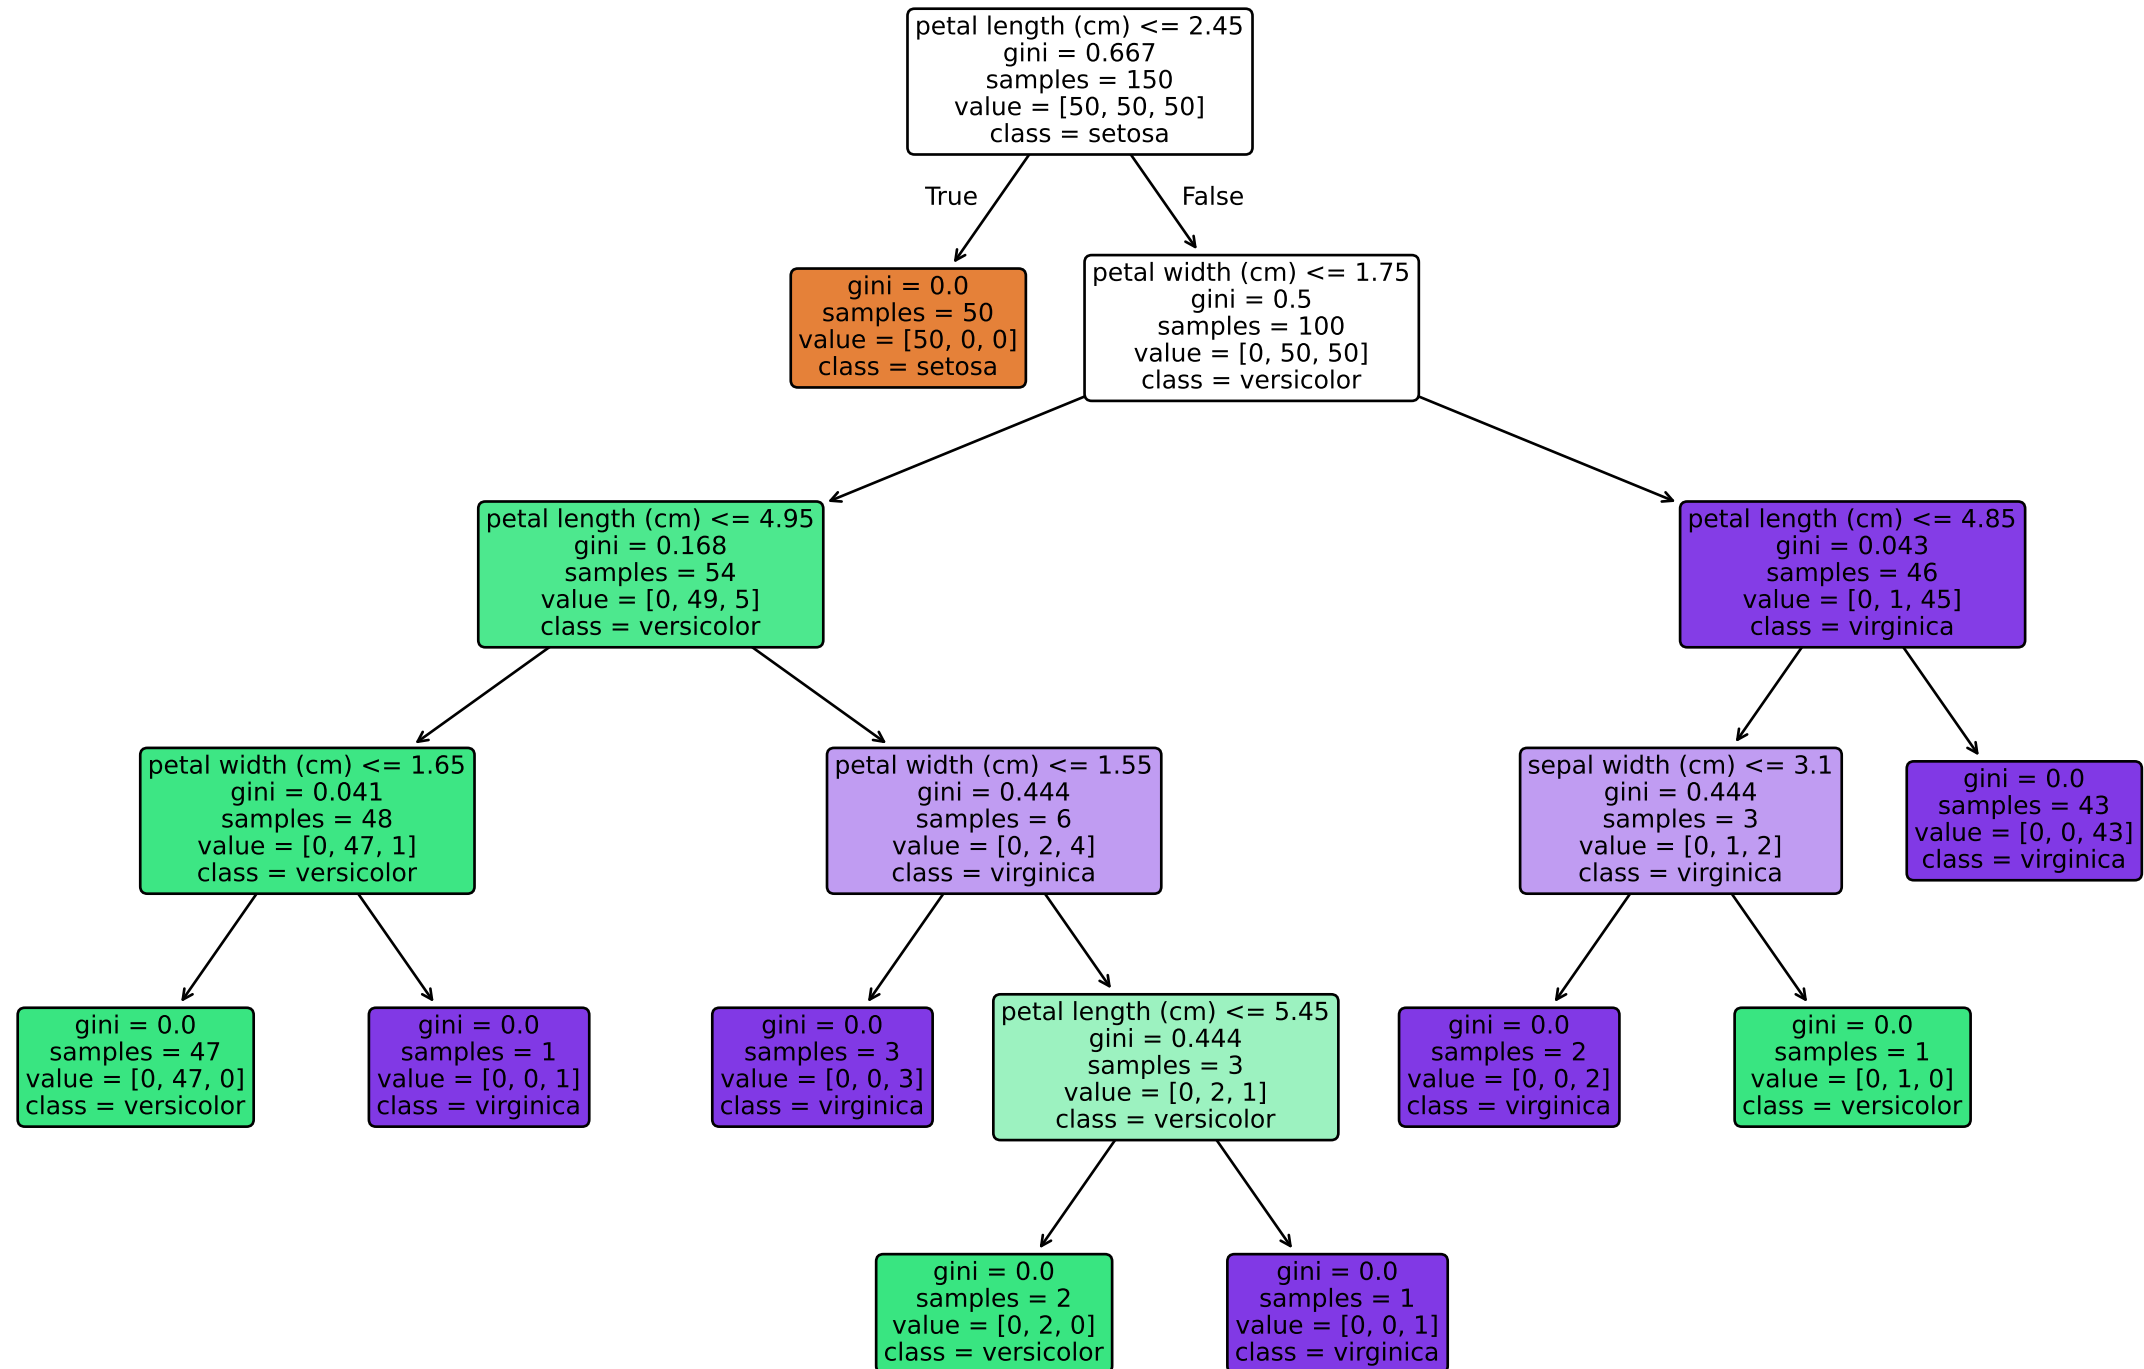 petal length (cm) <= 2.45
gini = 0.667
samples = 150
value = [50, 50, 50]
class = setosa
True
False
gini = 0.0
samples = 50
value = [50, 0, 0]
class = setosa
petal width (cm) <= 1.75
gini = 0.5
samples = 100
value = [0, 50, 50]
class = versicolor
petal length (cm) <= 4.95
gini = 0.168
samples = 54
value = [0, 49, 5]
class = versicolor
petal length (cm) <= 4.85
gini = 0.043
samples = 46
value = [0, 1, 45]
class = virginica
petal width (cm) <= 1.65
gini = 0.041
samples = 48
value = [0, 47, 1]
class = versicolor
petal width (cm) <= 1.55
gini = 0.444
samples = 6
value = [0, 2, 4]
class = virginica
sepal width (cm) <= 3.1
gini = 0.444
samples = 3
value = [0, 1, 2]
class = virginica
gini = 0.0
samples = 43
value = [0, 0, 43]
class = virginica
gini = 0.0
samples = 47
value = [0, 47, 0]
class = versicolor
gini = 0.0
samples = 1
value = [0, 0, 1]
class = virginica
gini = 0.0
samples = 3
value = [0, 0, 3]
class = virginica
petal length (cm) <= 5.45
gini = 0.444
samples = 3
value = [0, 2, 1]
class = versicolor
gini = 0.0
samples = 2
value = [0, 0, 2]
class = virginica
gini = 0.0
samples = 1
value = [0, 1, 0]
class = versicolor
gini = 0.0
samples = 2
value = [0, 2, 0]
class = versicolor
gini = 0.0
samples = 1
value = [0, 0, 1]
class = virginica